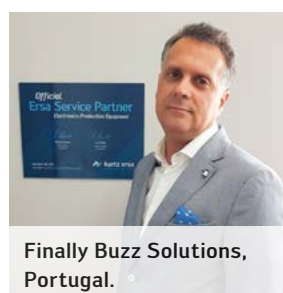 Official
Ersa Service Partner
Electronics Production Equipment
kurtz ersa
Finally Buzz Solutions,
Portugal.